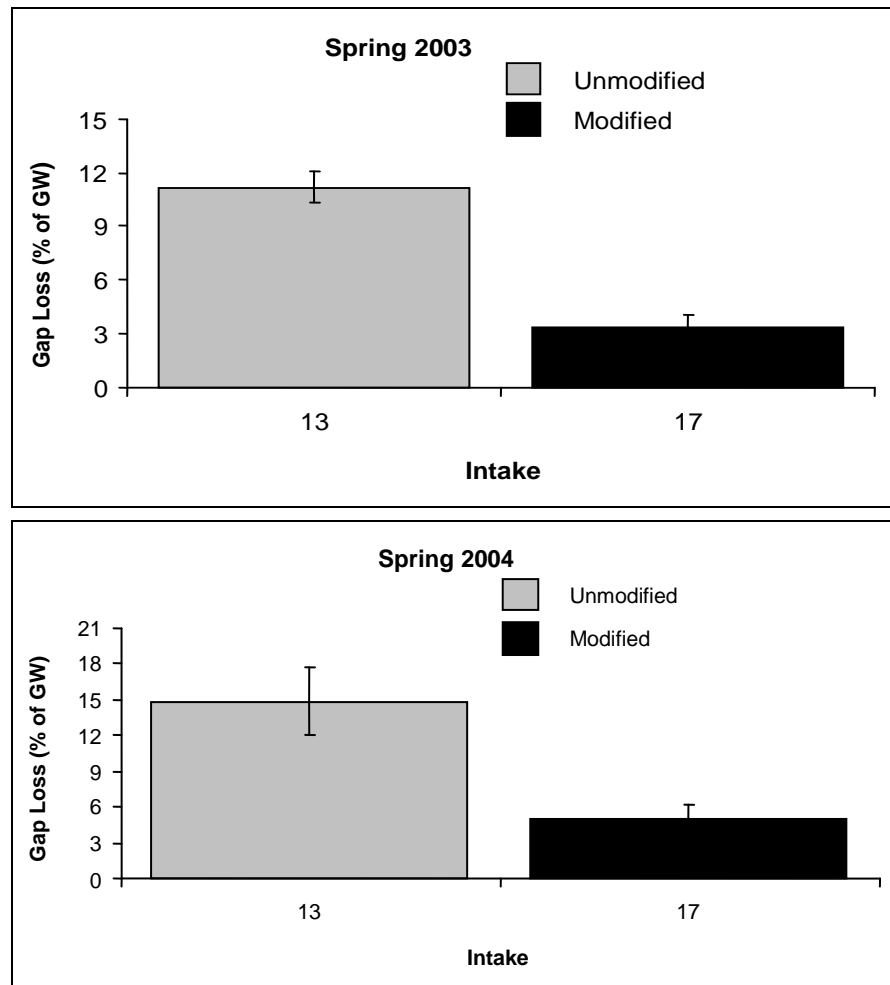 Spring 2003
Unmodified
Modified
Gap Loss (% of GW)
15
12
9
6
3
0
13 17
Intake
Spring 2004
Unmodified
Modified
Gap Loss (% of GW)
21
18
15
12
9
6
3
0
13 17
Intake